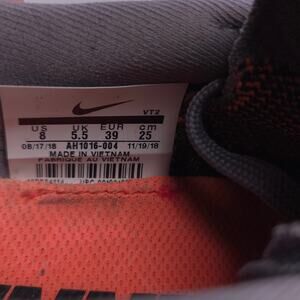 VT2
US UK EUR cm
8 5.5 39 25
08/17/18 AH1016-004 11/19/18
MADE IN VIETNAM
FABRIQUE AU VIETNAM